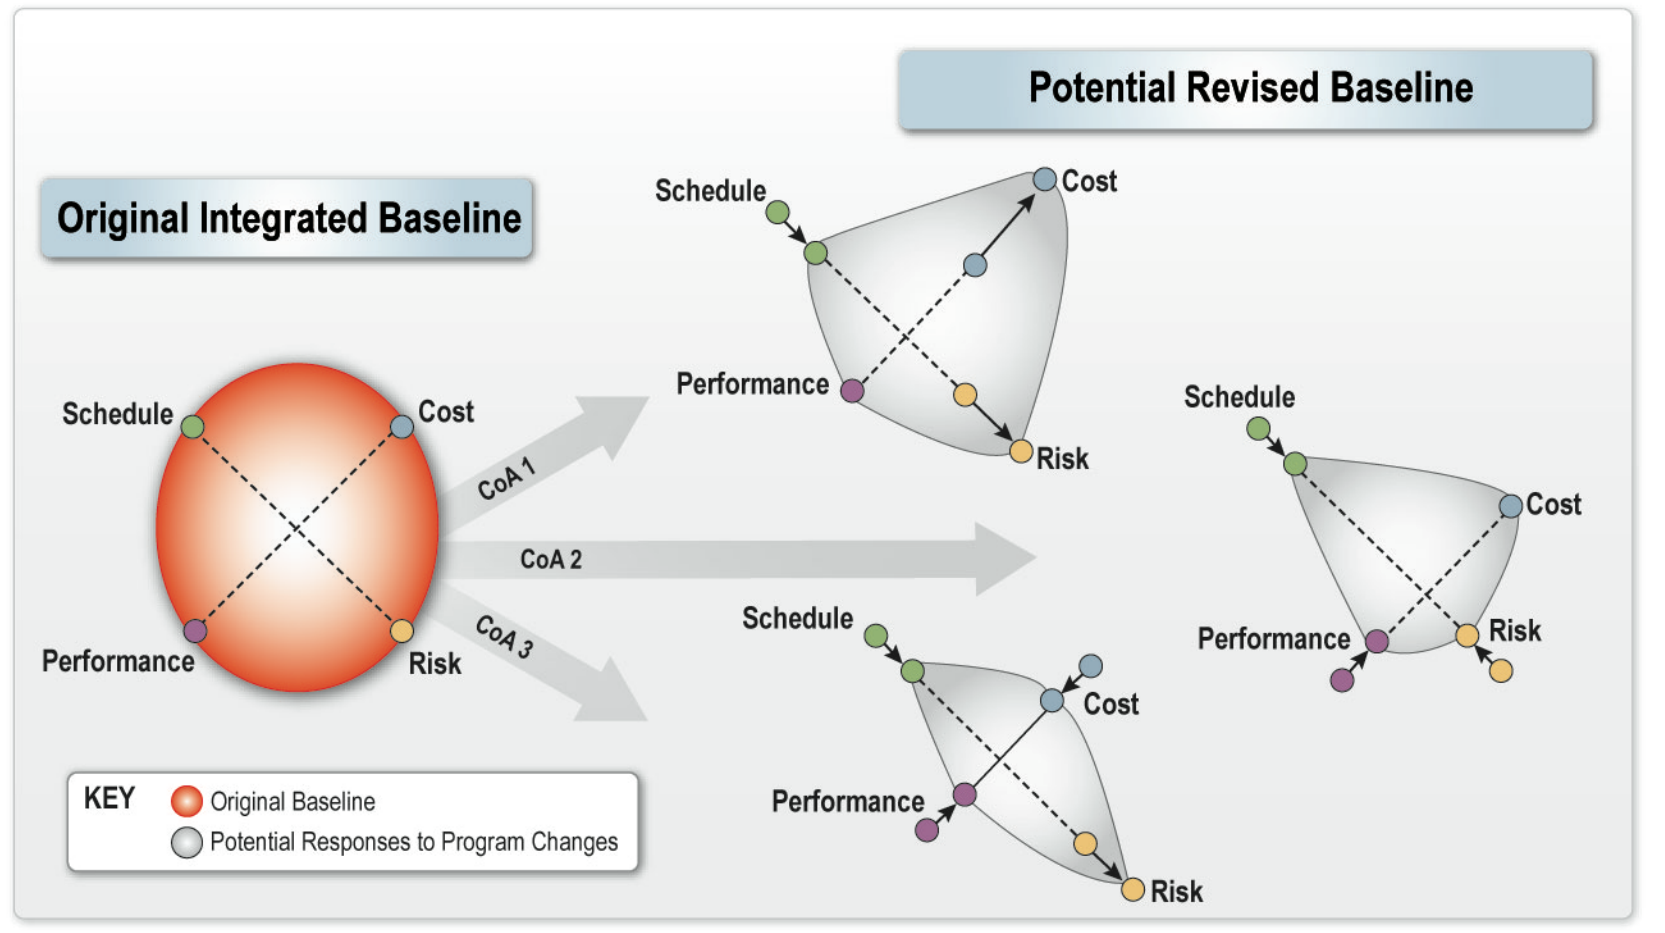 Potential Revised Baseline
Original Integrated Baseline
Schedule
Cost
Performance
Risk
CoA 1
CoA 2
CoA 3
Schedule
Cost
Performance
Risk
Schedule
Cost
Performance
Risk
Schedule
Cost
Performance
Risk
KEY
Original Baseline
Potential Responses to Program Changes